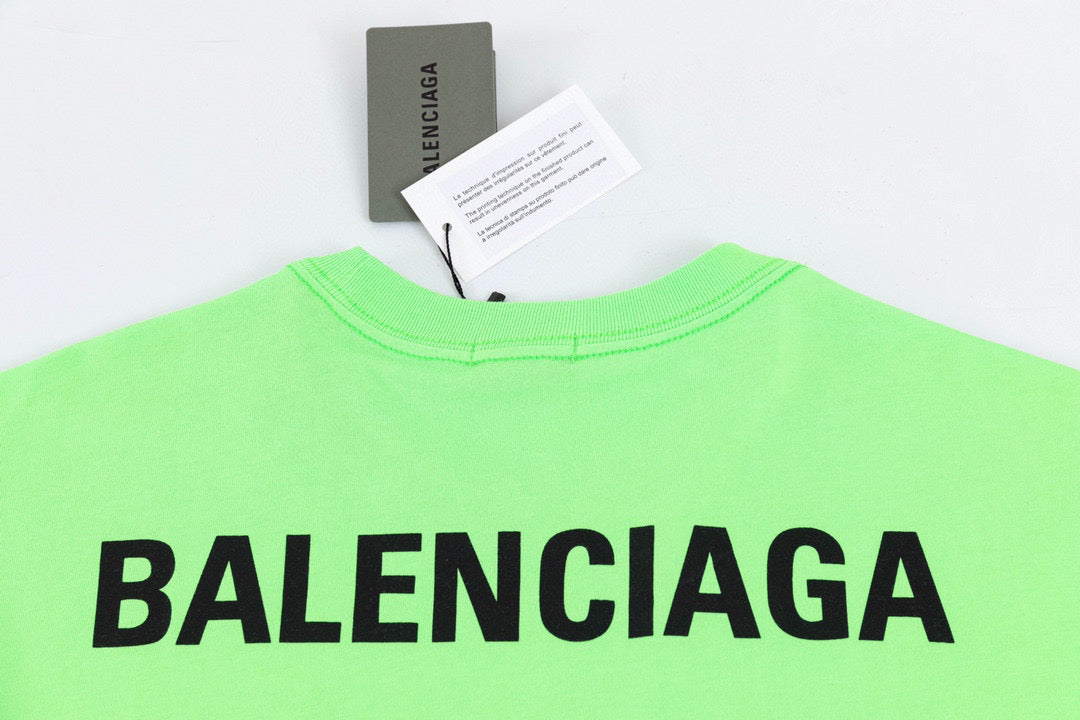 BALENCIAGA
La technique d'impression sur produit fini peut
présenter des irrégularités sur ce vêtement.
The printing technique on the finished product can
result in unevenness on this garment.
La tecnica di stampa su prodotto finito può dare origine
a irregolarità sull'indumento.
BALENCIAGA